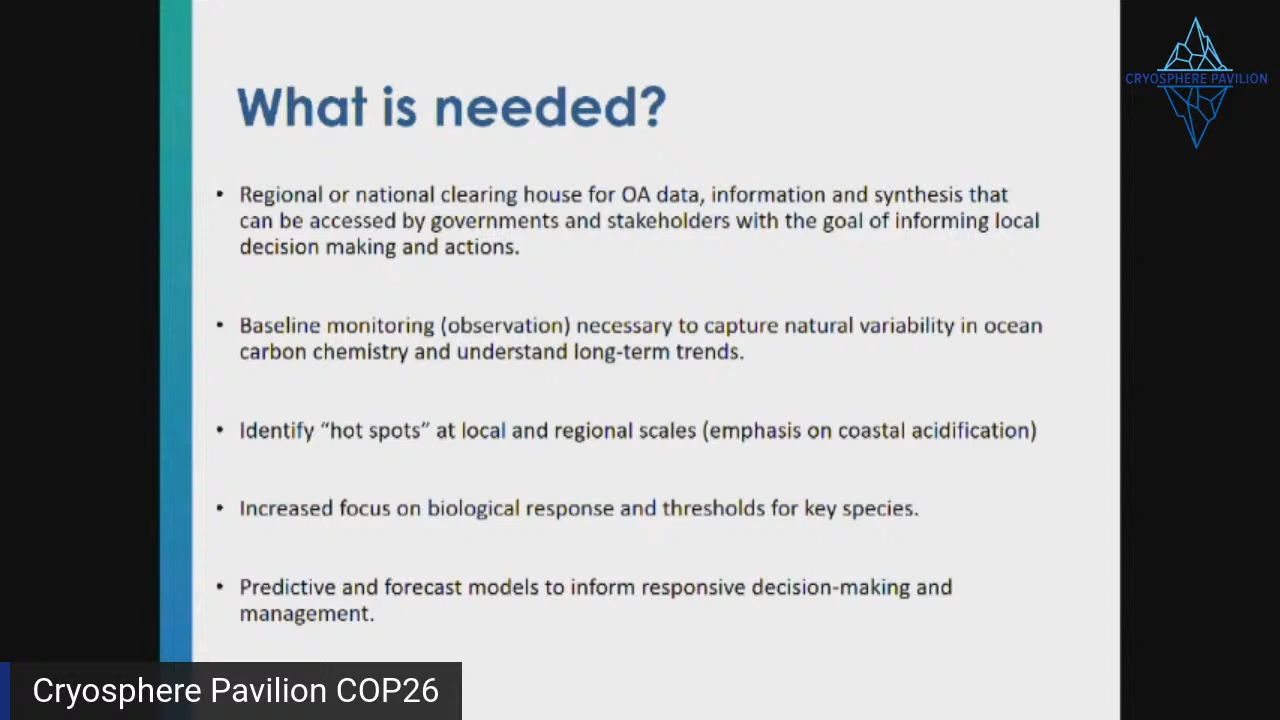 CRYOSPHERE PAVILION
What is needed?
• Regional or national clearing house for OA data, information and synthesis that
can be accessed by governments and stakeholders with the goal of informing local
decision making and actions.
• Baseline monitoring (observation) necessary to capture natural variability in ocean
carbon chemistry and understand long-term trends.
• Identify “hot spots” at local and regional scales (emphasis on coastal acidification)
• Increased focus on biological response and thresholds for key species.
• Predictive and forecast models to inform responsive decision-making and
management.
Cryosphere Pavilion COP26